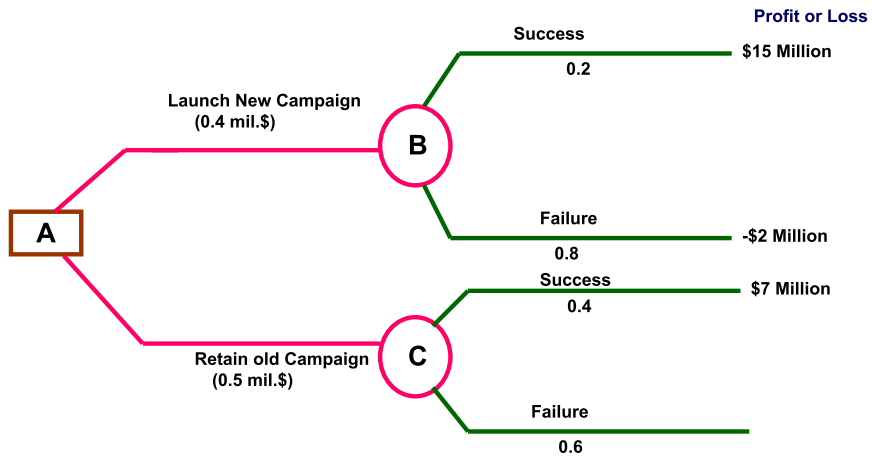 Profit or Loss
Success
$15 Million
0.2
Launch New Campaign
(0.4 mil.$)
B
A
Failure
-$2 Million
0.8
Success
$7 Million
0.4
Retain old Campaign
(0.5 mil.$)
C
Failure
0.6